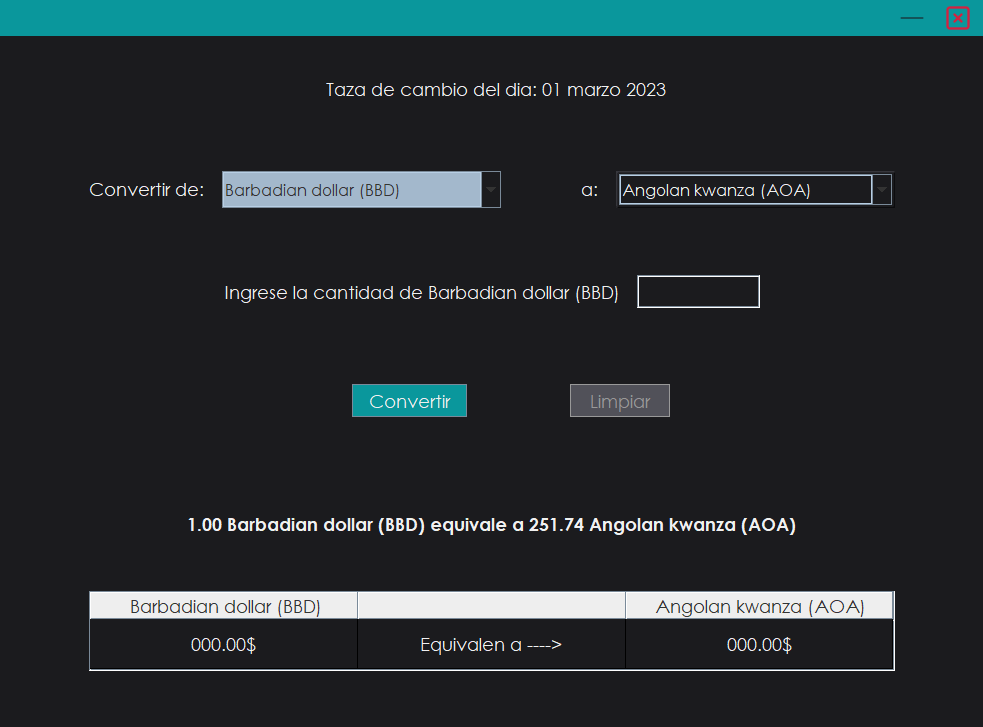 Taza de cambio del dia: 01 marzo 2023
Convertir de: Barbadian dollar (BBD) a: Angolan kwanza (AOA)
Ingrese la cantidad de Barbadian dollar (BBD)
Convertir Limpiar
1.00 Barbadian dollar (BBD) equivale a 251.74 Angolan kwanza (AOA)
Barbadian dollar (BBD) Angolan kwanza (AOA)
000.00$ Equivalen a ----> 000.00$